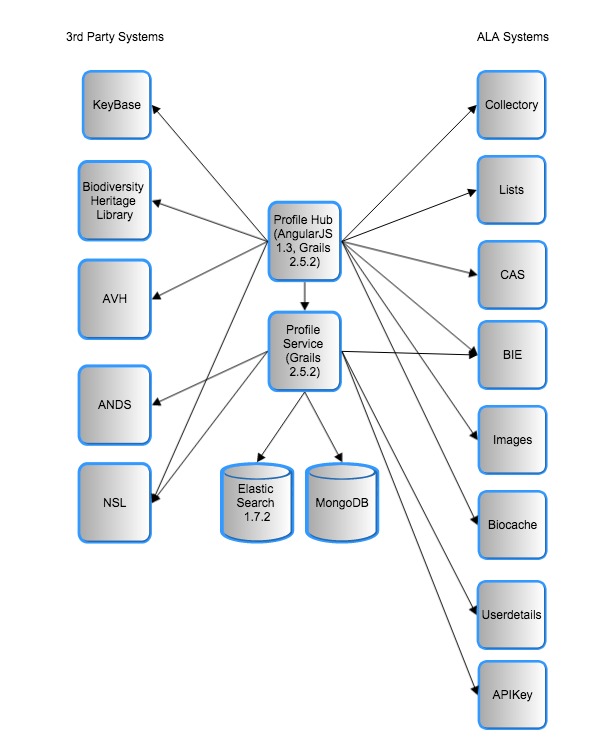 3rd Party Systems
ALA Systems
KeyBase
Collectory
Biodiversity
Heritage
Library
Lists
Profile Hub
(AngularJS
1.3, Grails
2.5.2)
CAS
AVH
Profile
Service
(Grails
2.5.2)
BIE
ANDS
Images
NSL
Elastic
Search
1.7.2
MongoDB
Biocache
Userdetails
APIKey